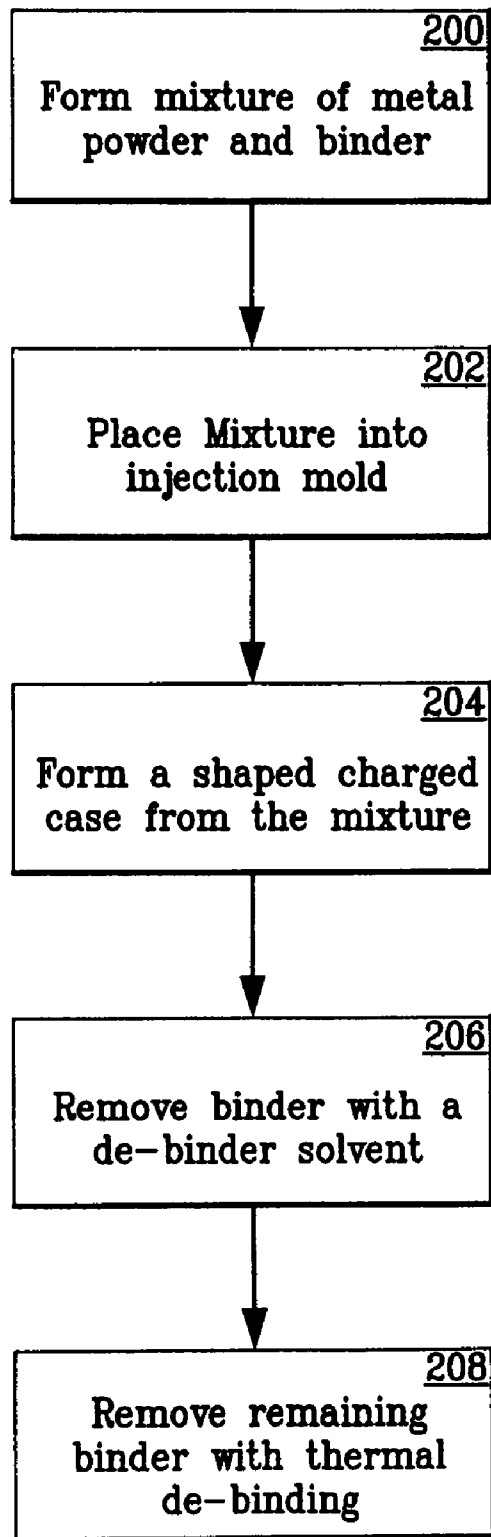 200
Form mixture of metal
powder and binder
202
Place Mixture into
injection mold
204
Form a shaped charged
case from the mixture
206
Remove binder with a
de-binder solvent
208
Remove remaining
binder with thermal
de-binding